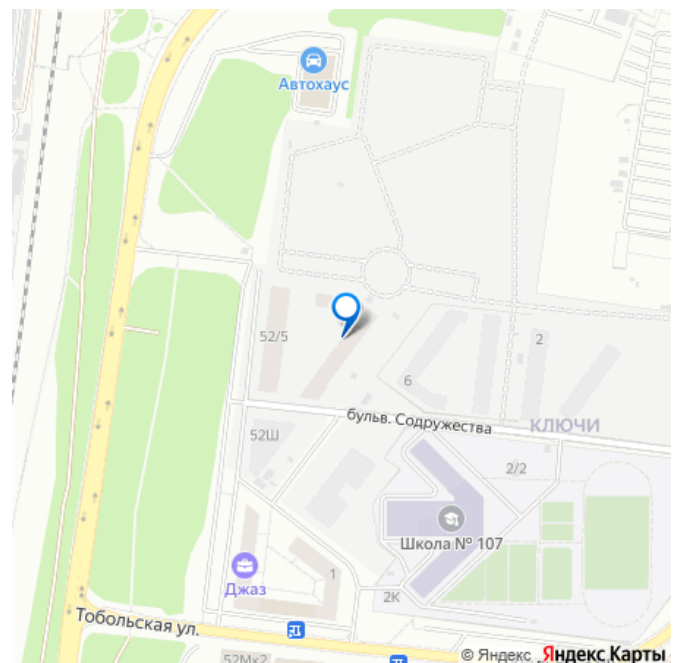 Автохаус
52/5
2
6
бульв. Содружества
КЛЮЧИ
52Ш
2/2
Школа № 107
Джаз
1
2К
Тобольская ул.
52Мк2
© Яндекс Яндекс Карты